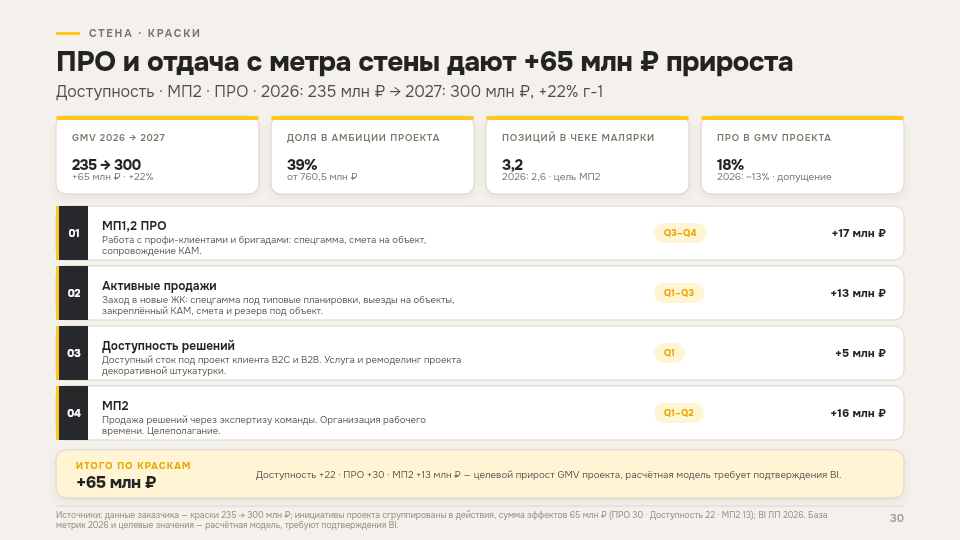 СТЕНА · КРАСКИ
ПРО и отдача с метра стены дают +65 млн ₽ прироста
Доступность · МП2 · ПРО · 2026: 235 млн ₽ → 2027: 300 млн ₽, +22% г-1
GMV 2026 → 2027
235 → 300
+65 млн ₽ · +22%
ДОЛЯ В АМБИЦИИ ПРОЕКТА
39%
от 760,5 млн ₽
ПОЗИЦИЙ В ЧЕКЕ МАЛЯРКИ
3,2
2026: 2,6 · цель МП2
ПРО В GMV ПРОЕКТА
18%
2026: ~13% · допущение
01
МП1,2 ПРО
Работа с профи-клиентами и бригадами: спецгамма, смета на объект,
сопровождение КАМ.
Q3–Q4
+17 млн ₽
02
Активные продажи
Заход в новые ЖК: спецгамма под типовые планировки, выезды на объекты,
закреплённый КАМ, смета и резерв под объект.
Q1–Q3
+13 млн ₽
03
Доступность решений
Доступный сток под проект клиента B2C и B2B. Услуга и ремоделинг проекта
декоративной штукатурки.
Q1
+5 млн ₽
04
МП2
Продажа решений через экспертизу команды. Организация рабочего
времени. Целеполагание.
Q1–Q2
+16 млн ₽
ИТОГО ПО КРАСКАМ
+65 млн ₽
Доступность +22 · ПРО +30 · МП2 +13 млн ₽ — целевой прирост GMV проекта, расчётная модель требует подтверждения BI.
Источники: данные заказчика — краски 235 → 300 млн ₽; инициативы проекта сгруппированы в действия, сумма эффектов 65 млн ₽ (ПРО 30 · Доступность 22 · МП2 13); BI ЛП 2026. База
метрик 2026 и целевые значения — расчётная модель, требуют подтверждения BI.
30